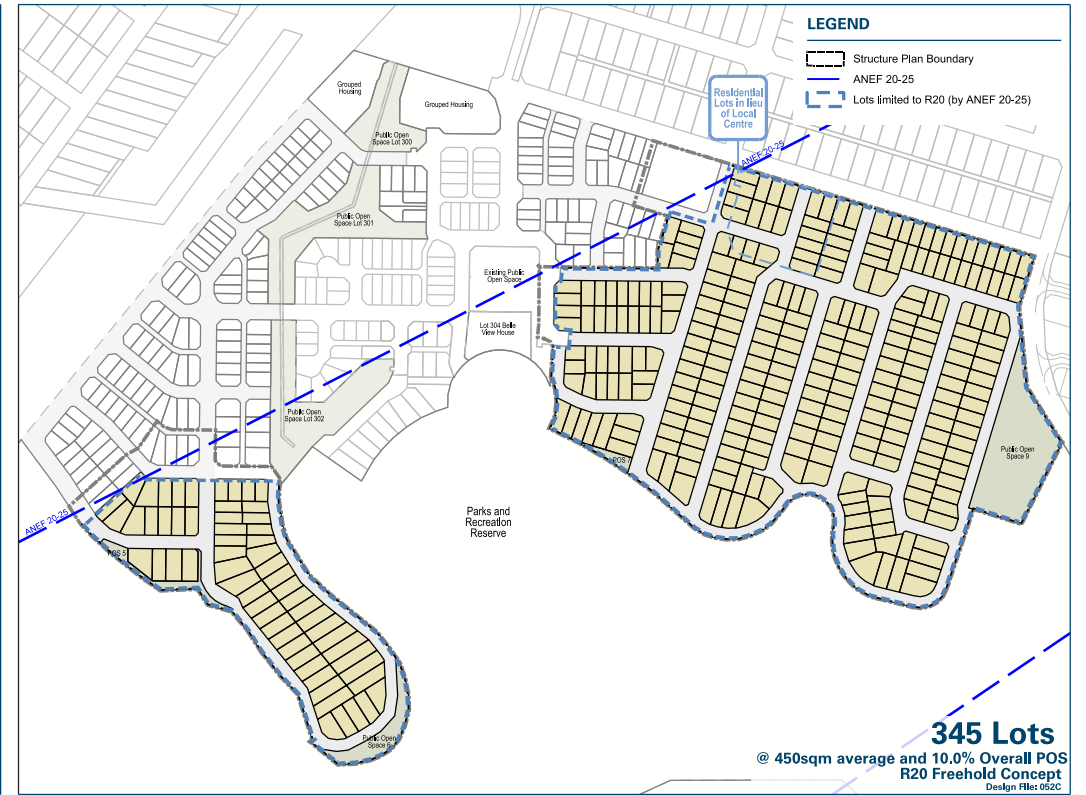 LEGEND
Structure Plan Boundary
ANEF 20-25
Lots limited to R20 (by ANEF 20-25)
Residential
Lots in lieu
of Local
Centre
Grouped
Housing
Grouped Housing
Public Open
Space Lot 300
ANEF 20-25
Public Open
Space Lot 301
Existing Public
Open Space
Lot 304 Belle
View House
Public Open
Space Lot 302
POS 7
Public Open
Space 9
Parks and
Recreation
Reserve
ANEF 20-25
POS 5
Public Open
Space 6
345 Lots
@ 450sqm average and 10.0% Overall POS
R20 Freehold Concept
Design File: 052C